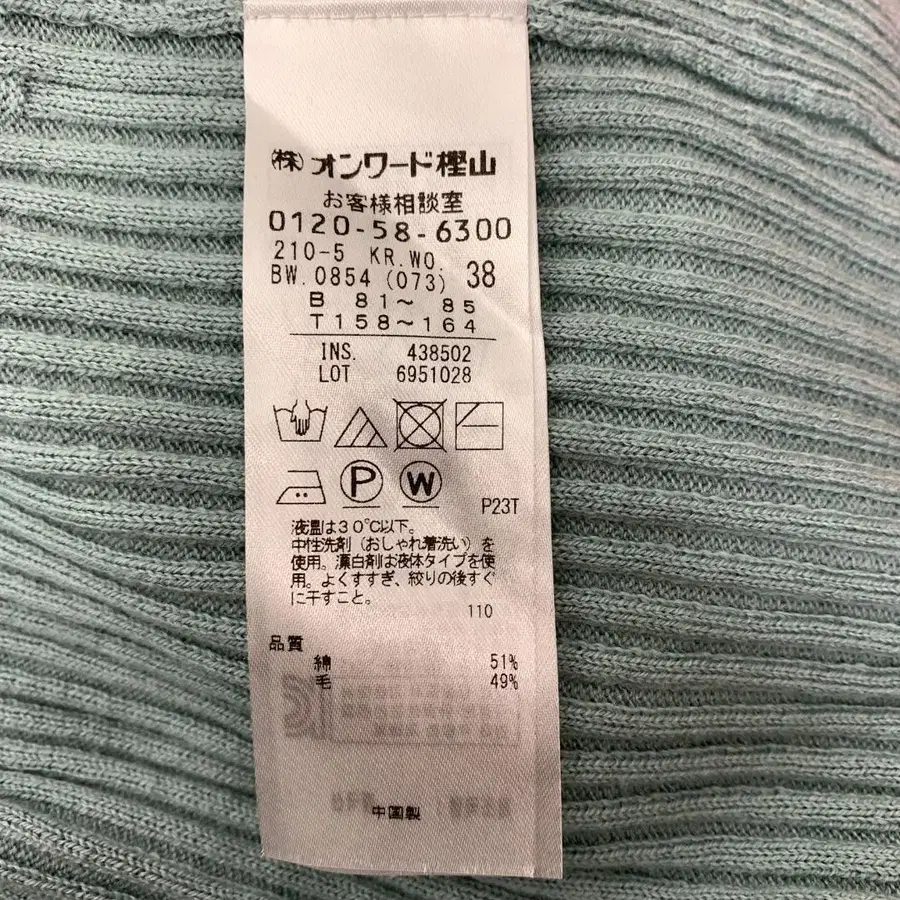 ㈱オンワード樫山
お客様相談室
0120-58-6300
210-5 KR.WO.
BW.0854 (073) 38
B 81～ 85
T158～164
INS. 438502
LOT 6951028
P
W
P23T
液温は30℃以下。
中性洗剤（おしゃれ着洗い）を
使用。漂白剤は液体タイプを使
用。よくすすぎ、絞りの後すぐ
に干すこと。
110
品質
綿 51%
毛 49%
中国製